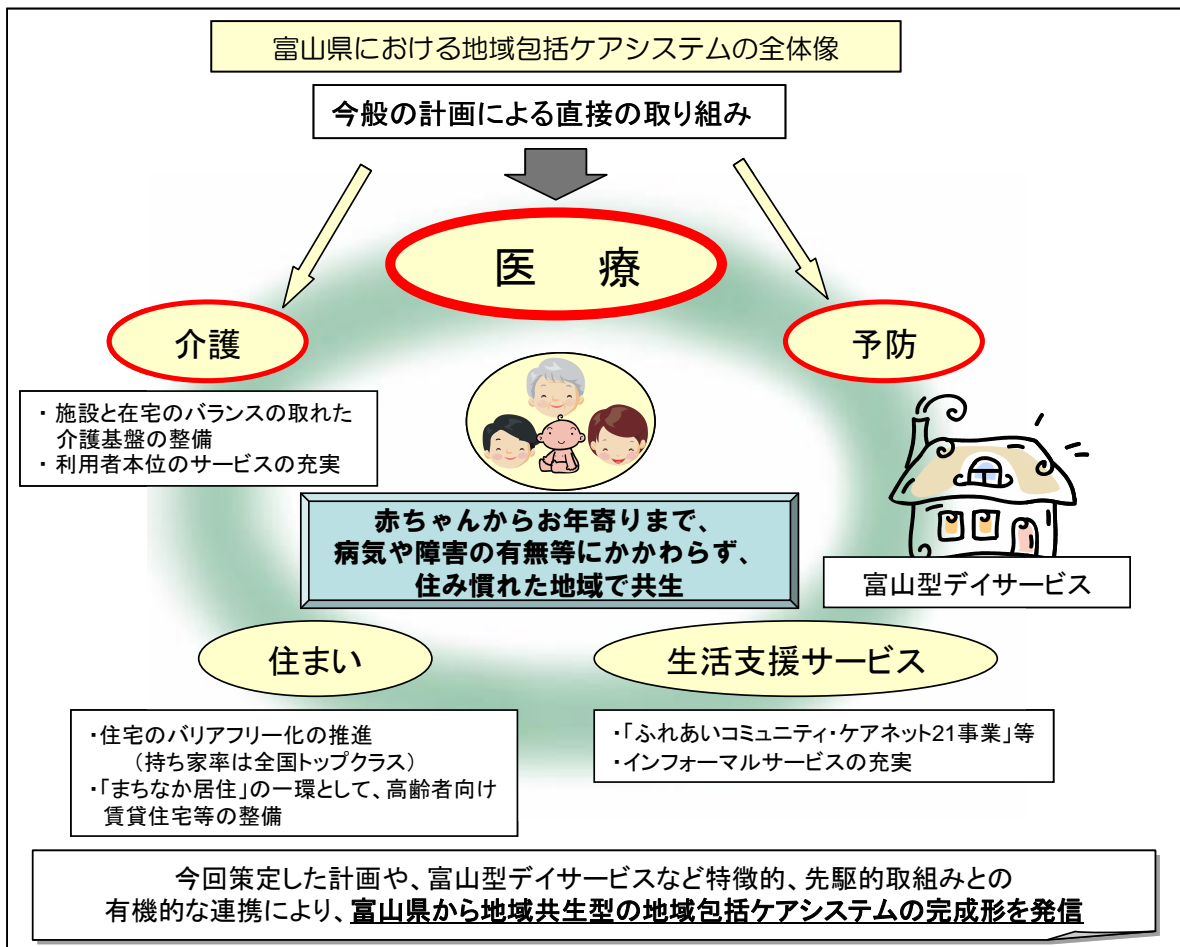 富山県における地域包括ケアシステムの全体像
今般の計画による直接の取り組み
医　療
介護
予防
・ 施設と在宅のバランスの取れた
介護基盤の整備
・ 利用者本位のサービスの充実
赤ちゃんからお年寄りまで、
病気や障害の有無等にかかわらず、
住み慣れた地域で共生
富山型デイサービス
住まい
生活支援サービス
・住宅のバリアフリー化の推進
（持ち家率は全国トップクラス）
・「まちなか居住」の一環として、高齢者向け
賃貸住宅等の整備
・「ふれあいコミュニティ・ケアネット21事業」等
・インフォーマルサービスの充実
今回策定した計画や、富山型デイサービスなど特徴的、先駆的取組みとの
有機的な連携により、富山県から地域共生型の地域包括ケアシステムの完成形を発信